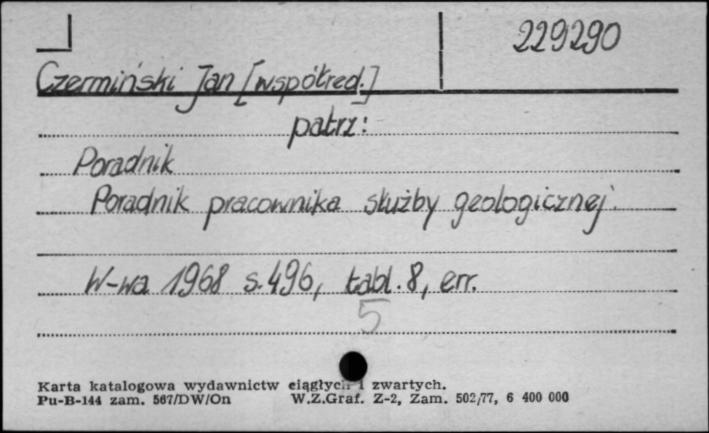 229290
Czermiński Jan [współred.]
patrz:
Poradnik
Poradnik pracownika służby geologicznej.
W-wa 1968 s. 496, tabl. 8, err.
5
Karta katalogowa wydawnictw ciągłych i zwartych.
Pu-B-144 zam. 567/DW/On W.Z.Graf. Z-2, Zam. 502/77, 6 400 000